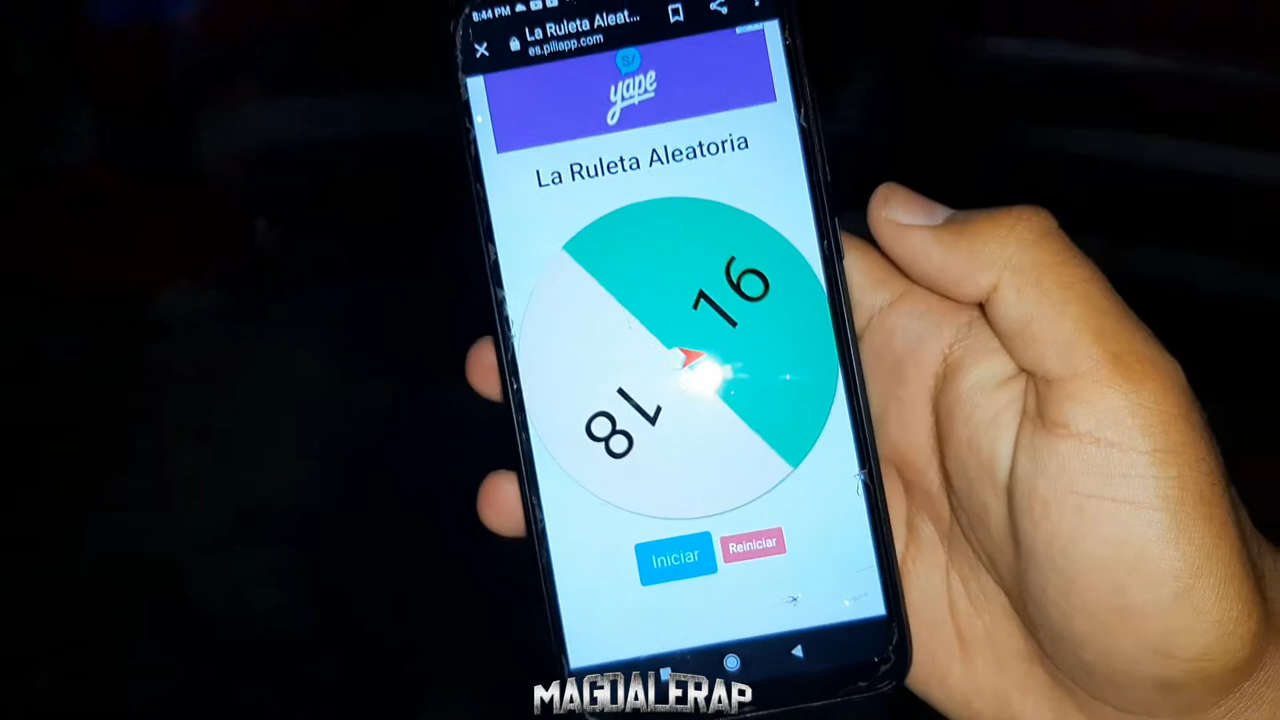 8:44 PM
La Ruleta Aleat...
es.piliapp.com
S/
yape
La Ruleta Aleatoria
16
18
Iniciar
Reiniciar
MAGDALERAP